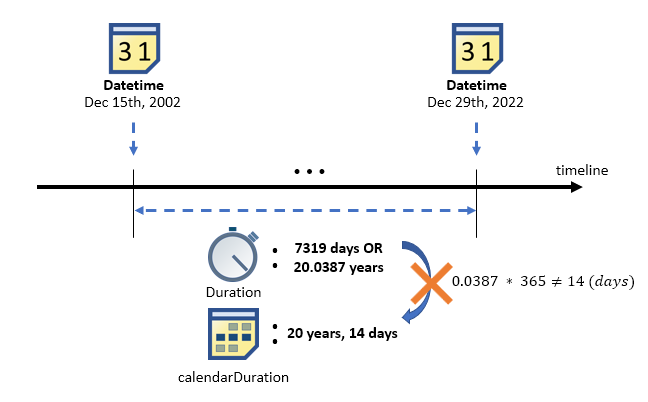 31
31
Datetime
Dec 15th, 2002
Datetime
Dec 29th, 2022
...
timeline
: 7319 days OR
20.0387 years
0.0387 * 365 ≠ 14 (days)
Duration
: 20 years, 14 days
calendarDuration